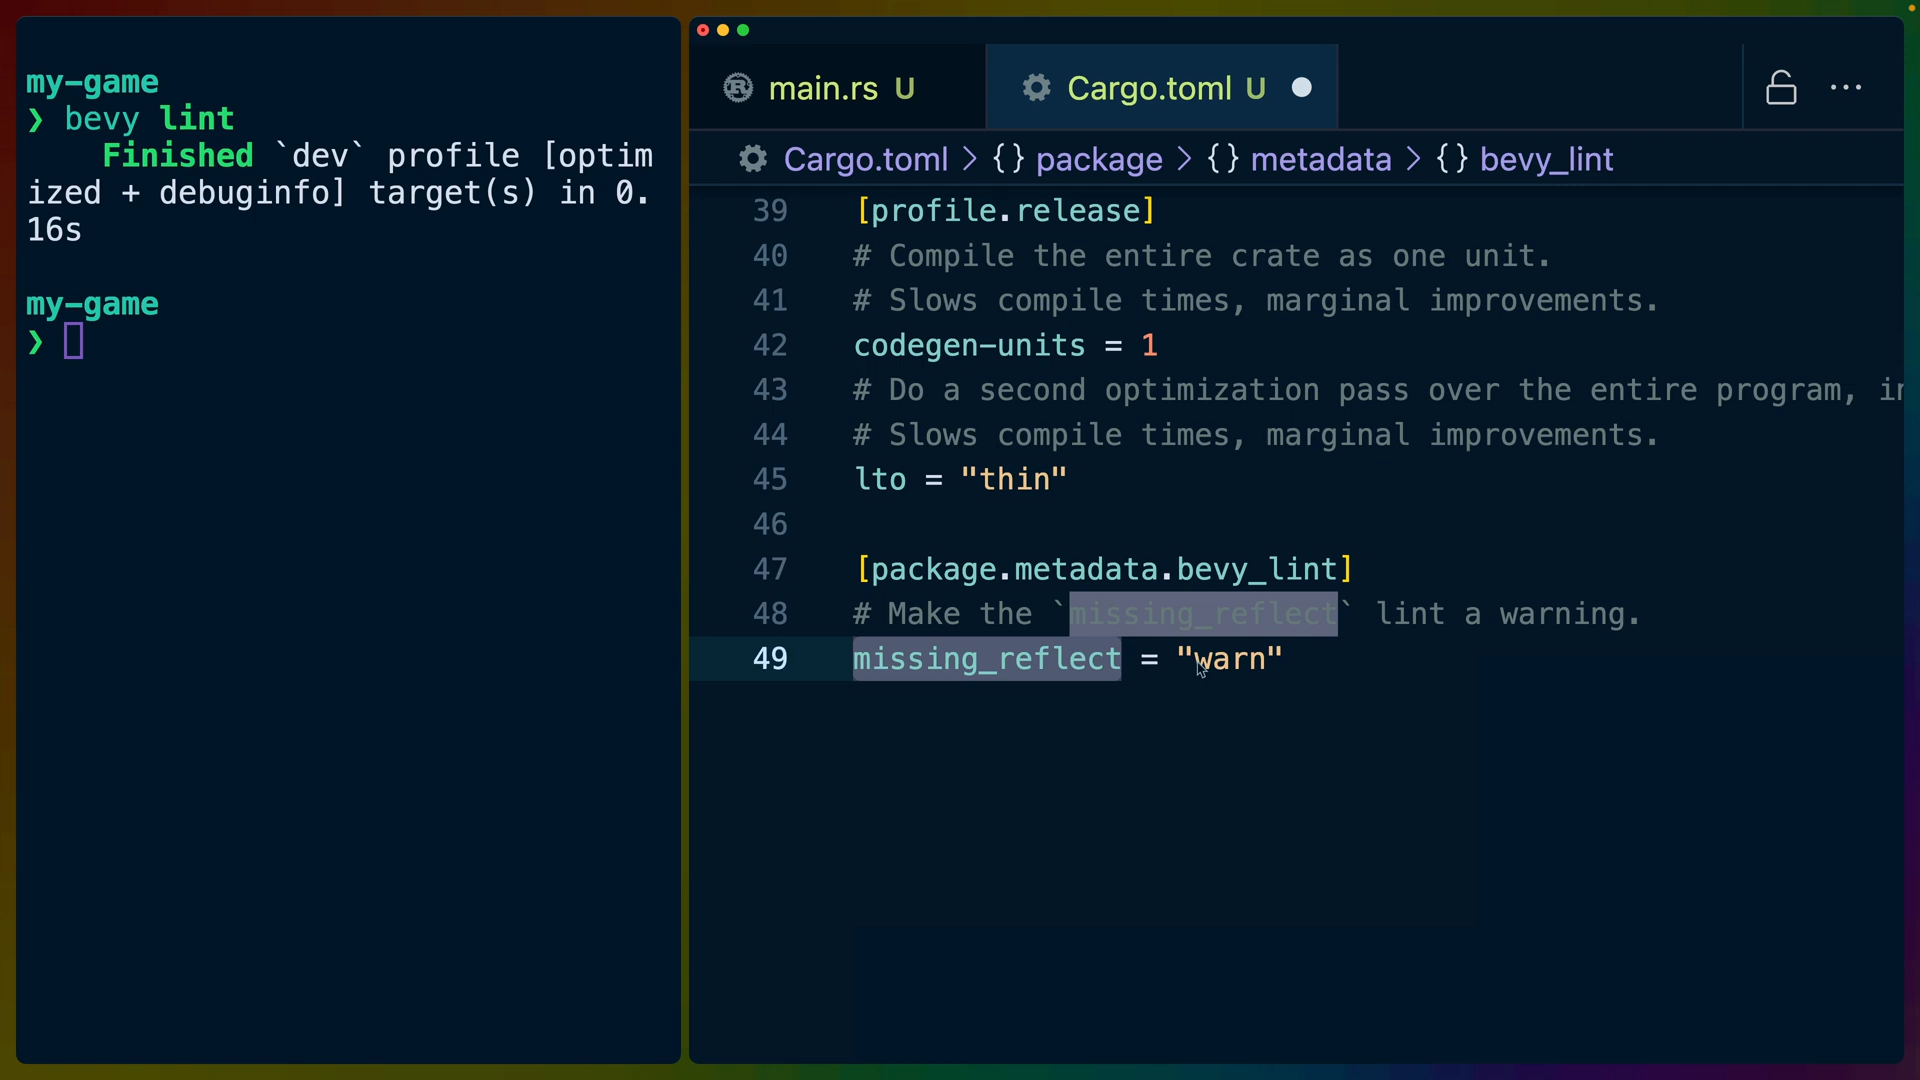 my-game
❯ bevy lint
Finished `dev` profile [optim
ized + debuginfo] target(s) in 0.
16s
my-game
❯
main.rs U
Cargo.toml U
Cargo.toml > {} package > {} metadata > {} bevy_lint
39 [profile.release]
40 # Compile the entire crate as one unit.
41 # Slows compile times, marginal improvements.
42 codegen-units = 1
43 # Do a second optimization pass over the entire program, in
44 # Slows compile times, marginal improvements.
45 lto = "thin"
46
47 [package.metadata.bevy_lint]
48 # Make the `missing_reflect` lint a warning.
49 missing_reflect = "warn"